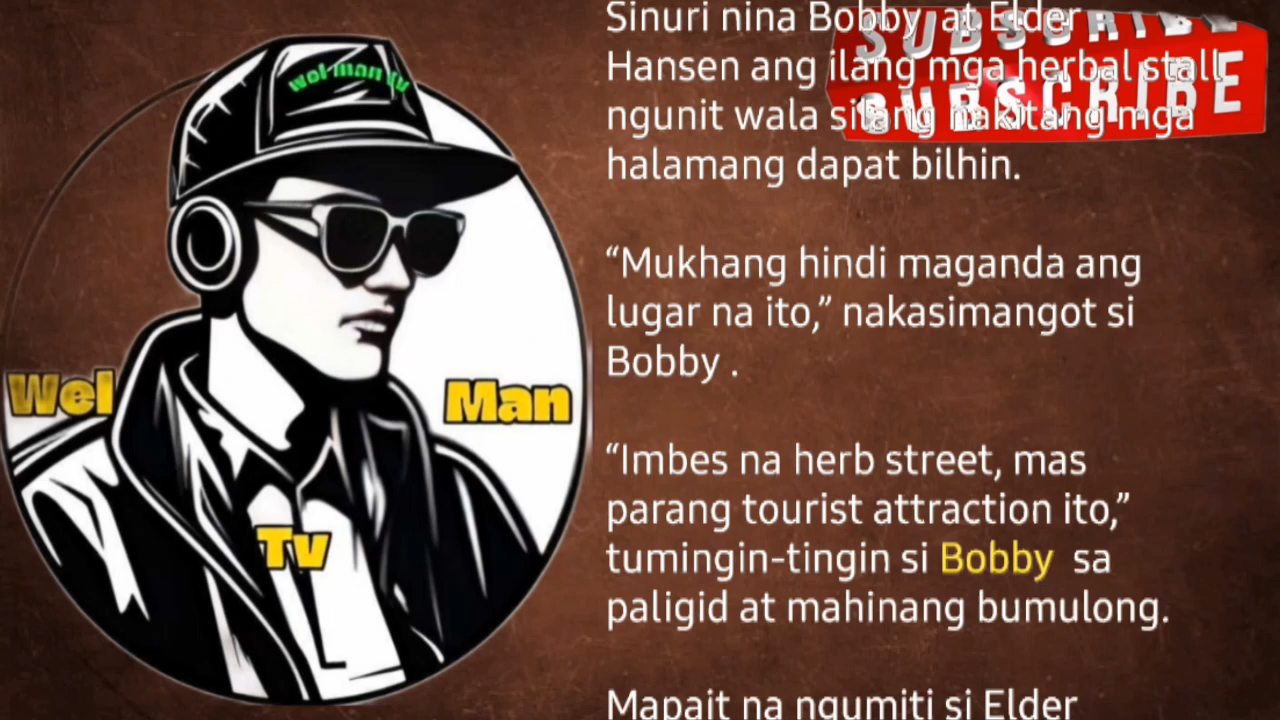 wel man tv
Wel
Man
Tv
SUBSCRIBE
SUBSCRIBE
Sinuri nina Bobby at Elder
Hansen ang ilang mga herbal stall
ngunit wala silang nakitang mga
halamang dapat bilhin.
“Mukhang hindi maganda ang
lugar na ito,” nakasimangot si
Bobby .
“Imbes na herb street, mas
parang tourist attraction ito,”
tumingin-tingin si Bobby sa
paligid at mahinang bumulong.
Mapait na ngumiti si Elder